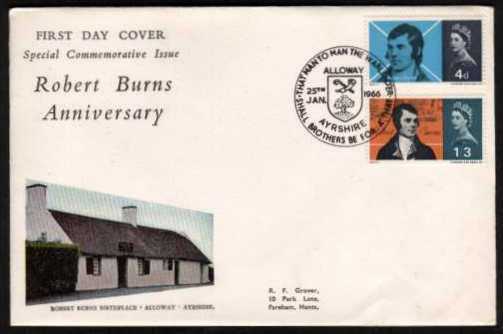 FIRST DAY COVER
Special Commemorative Issue
Robert Burns
Anniversary
THAT MAN TO MAN THE WARLD O'ER
ALLOWAY
25TH
JAN.
1966
AYRSHIRE
SHALL BROTHERS BE FOR A' THAT
4d
1'3
ROBERT BURNS BIRTHPLACE · ALLOWAY · AYRSHIRE.
R. F. Grover,
10 Park Lane,
Fareham, Hants.